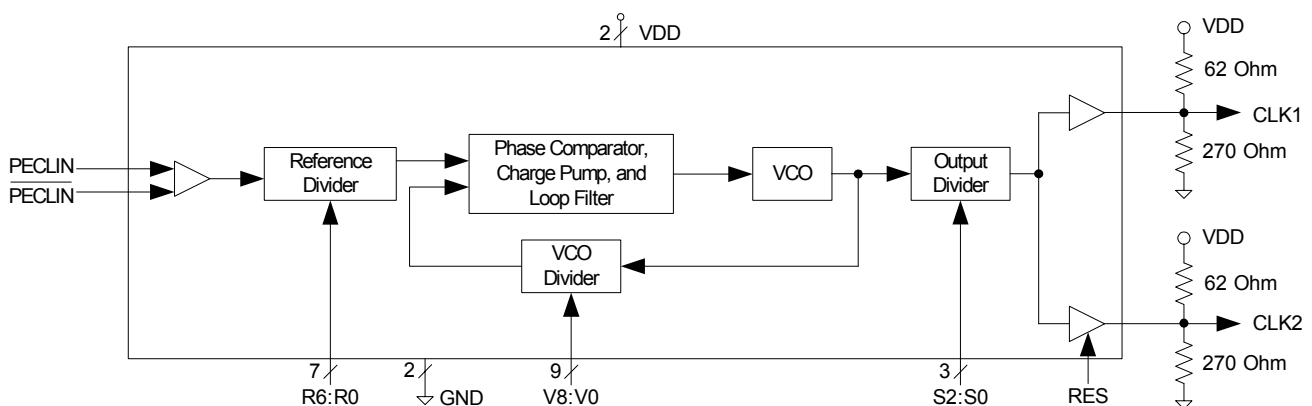 2 VDD
VDD
62 Ohm
CLK1
270 Ohm
PECLIN
PECLIN
Reference
Divider
Phase Comparator,
Charge Pump, and
Loop Filter
VCO
Output
Divider
VCO
Divider
VDD
62 Ohm
CLK2
270 Ohm
7
2
9
3
R6:R0
GND
V8:V0
S2:S0
RES